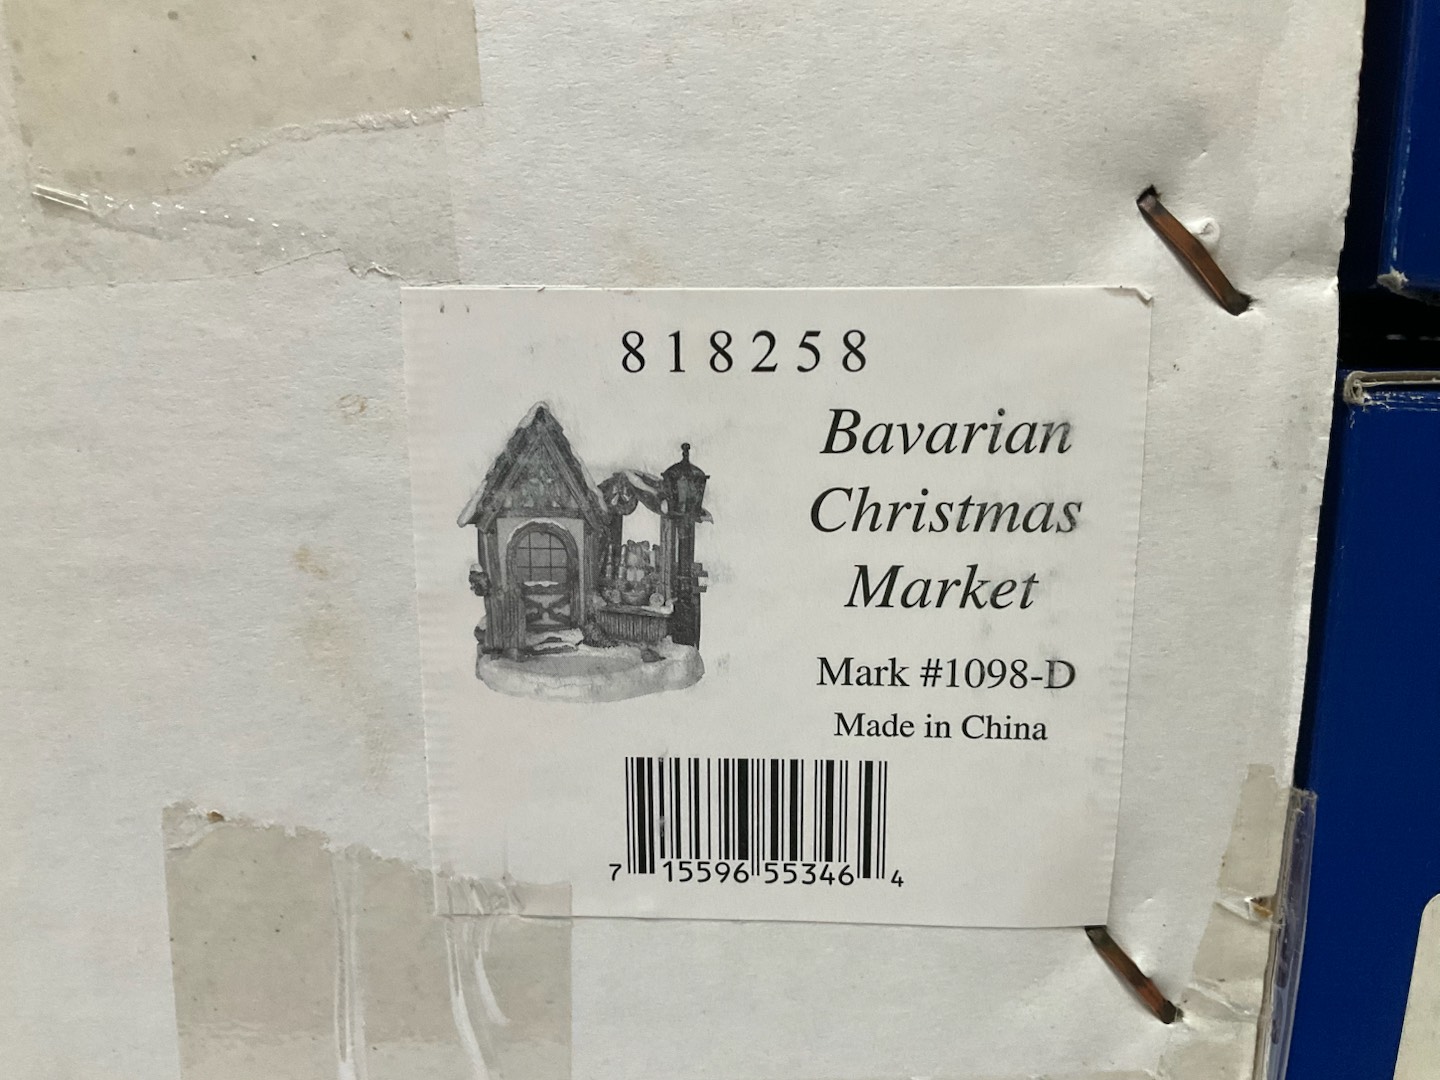 818258
Bavarian
Christmas
Market
Mark #1098-D
Made in China
7 15596 55346 4